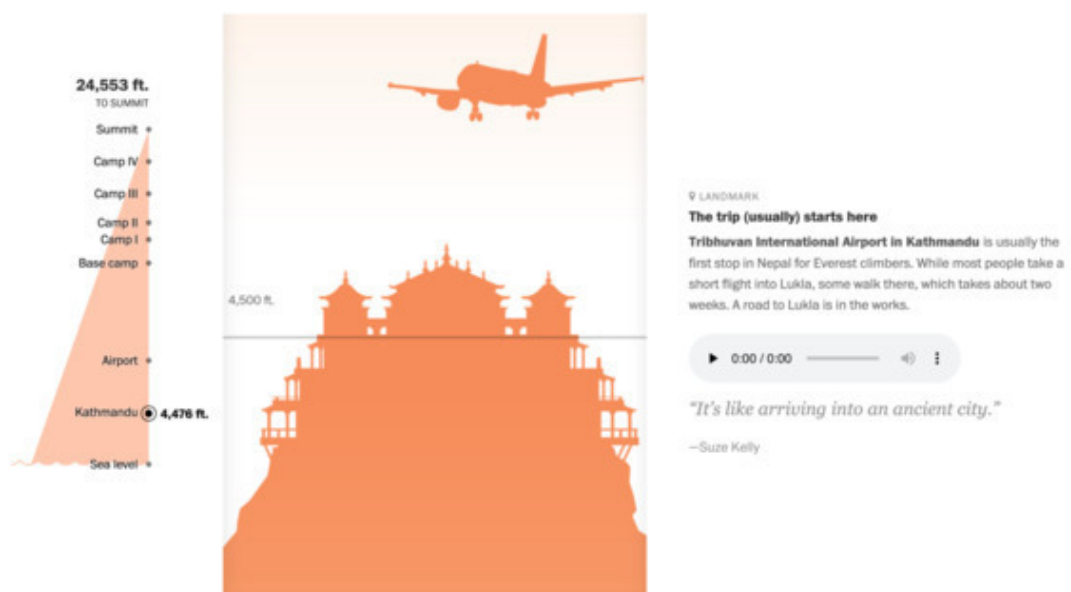 24,553 ft.
TO SUMMIT
Summit
Camp IV
Camp III
Camp II
Camp I
Base camp
Airport
Kathmandu
4,476 ft.
Sea level
4,500 ft.
LANDMARK
The trip (usually) starts here
Tribhuvan International Airport in Kathmandu is usually the
first stop in Nepal for Everest climbers. While most people take a
short flight into Lukla, some walk there, which takes about two
weeks. A road to Lukla is in the works.
0:00 / 0:00
“It’s like arriving into an ancient city.”
—Suze Kelly